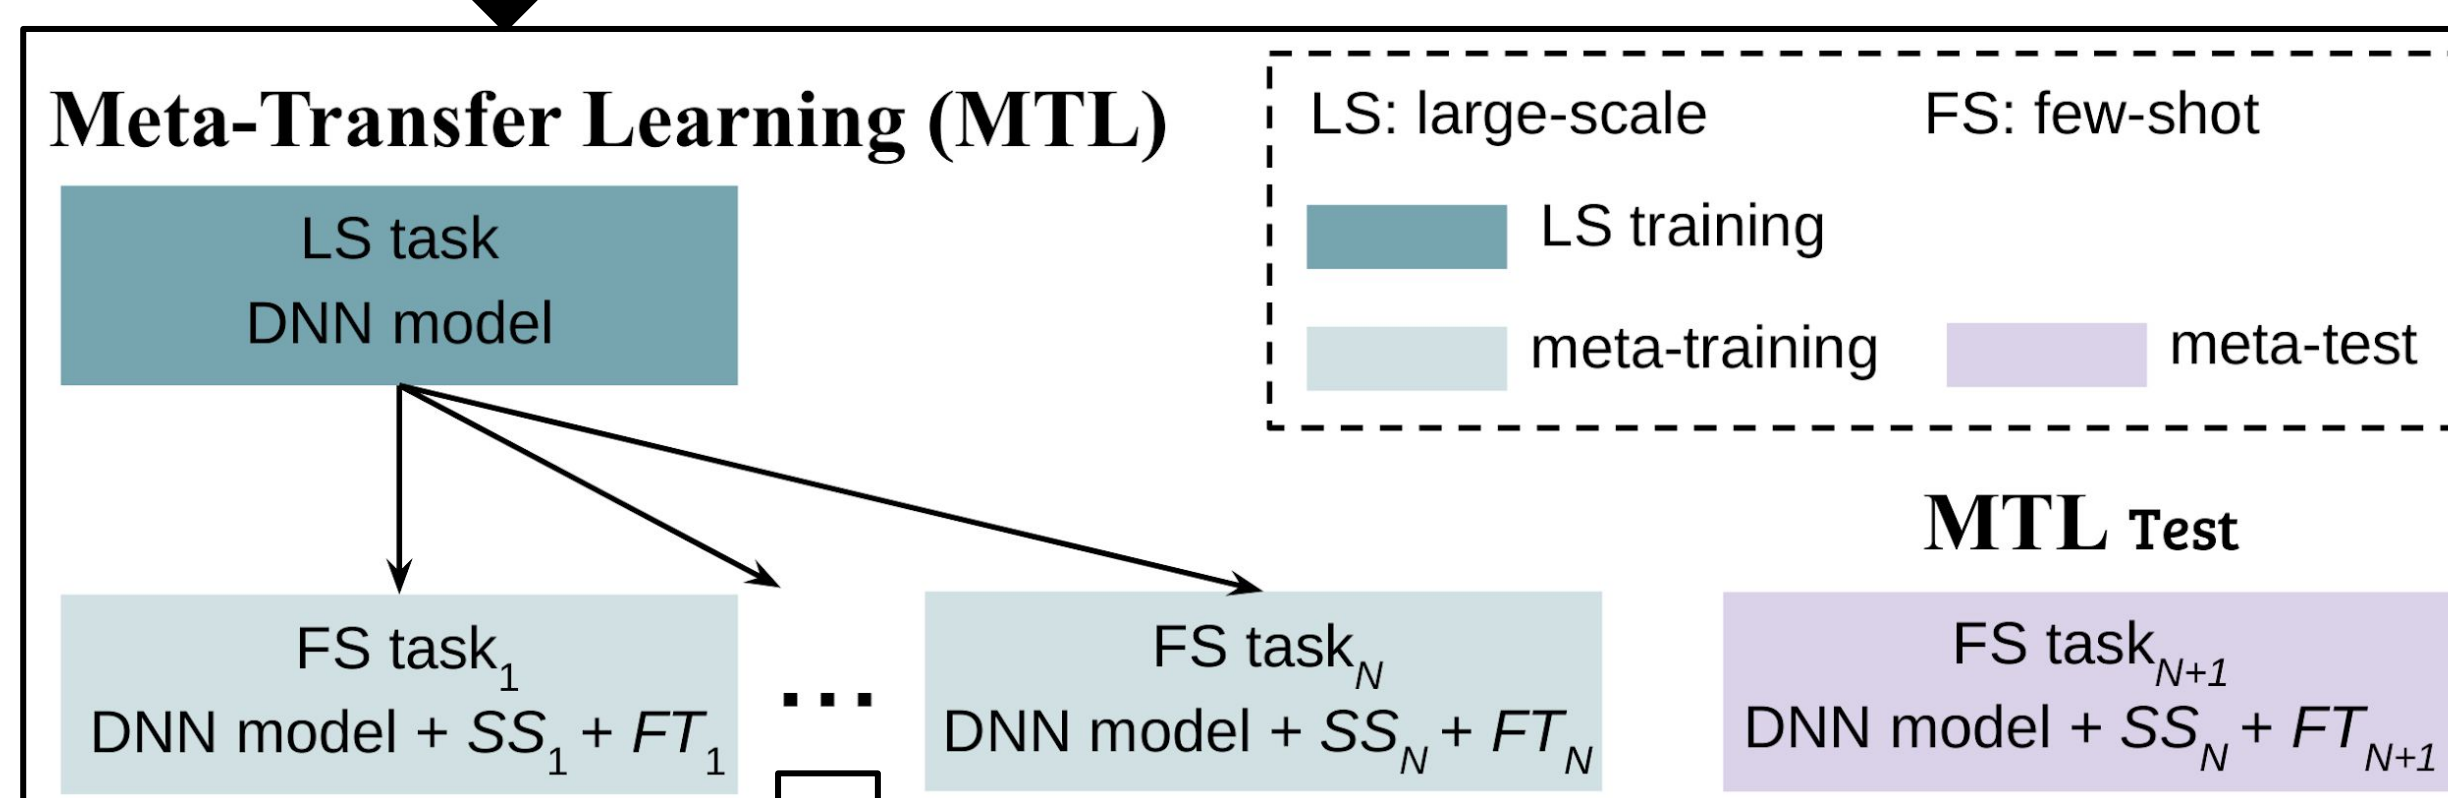 Meta-Transfer Learning (MTL)
LS: large-scale FS: few-shot
LS task
DNN model
LS training
meta-training meta-test
MTL Test
FS task1
DNN model + SS1 + FT1
...
FS taskN
DNN model + SSN + FTN
FS taskN+1
DNN model + SSN + FTN+1